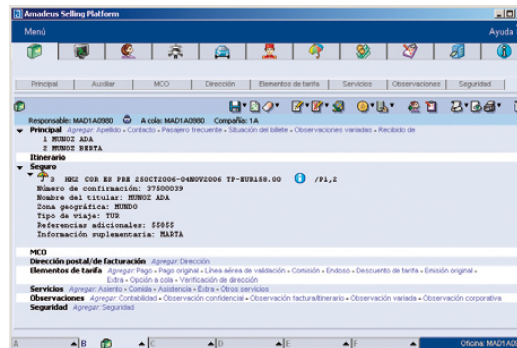 Amadeus Selling Platform
Menú Ayuda
Principal Auxiliar MCO Dirección Elementos de tarifa Servicios Observaciones Seguridad
Responsable: MAD1A0980 A cola: MAD1A0980 Compañía: 1A
Principal Agregar: Apellido - Contacto - Pasajero frecuente - Situación del billete - Observaciones variadas - Recibido de
1 MUNOZ ADA
2 MUNOZ BERTA
Itinerario
Seguro
3 HH2 COR ES PRE 25OCT2006-04NOV2006 TP-EUR158.00 /P1,2
Número de confirmación: 37500039
Nombre del titular: MUNOZ ADA
Zona geográfica: MUNDO
Tipo de viaje: TUR
Referencias adicionales: 55855
Información suplementaria: MARTA
MCO
Dirección postal/de facturación Agregar: Dirección
Elementos de tarifa Agregar: Pago - Pago original - Línea aérea de validación - Comisión - Endoso - Descuento de tarifa - Emisión original -
Extra - Opción a cola - Verificación de dirección
Servicios Agregar: Asiento - Comida - Asistencia - Extra - Otros servicios
Observaciones Agregar: Contabilidad - Observación confidencial - Observación factura/itinerario - Observación variada - Observación corporativa
Seguridad Agregar: Seguridad
A B C D E F Oficina: MAD1A09